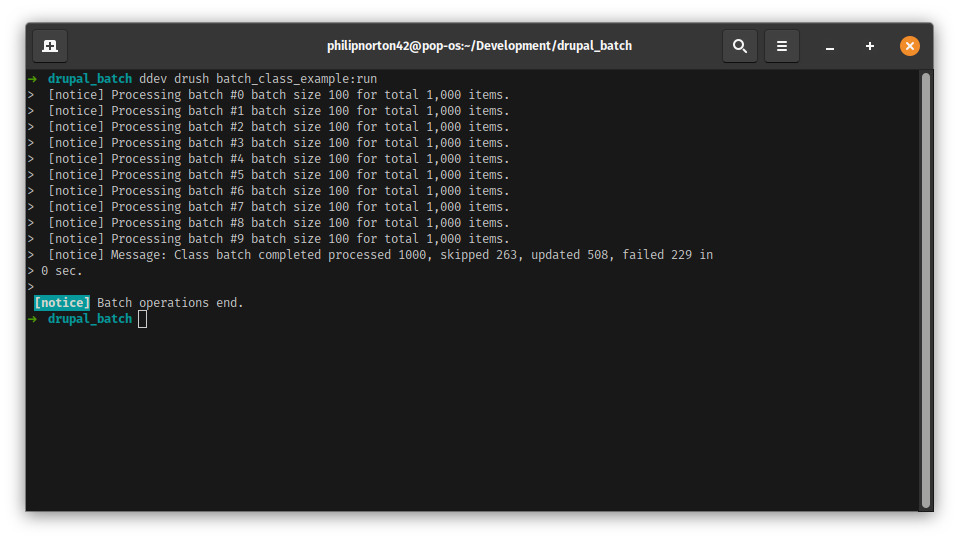 philipnorton42@pop-os:~/Development/drupal_batch
➜ drupal_batch ddev drush batch_class_example:run
> [notice] Processing batch #0 batch size 100 for total 1,000 items.
> [notice] Processing batch #1 batch size 100 for total 1,000 items.
> [notice] Processing batch #2 batch size 100 for total 1,000 items.
> [notice] Processing batch #3 batch size 100 for total 1,000 items.
> [notice] Processing batch #4 batch size 100 for total 1,000 items.
> [notice] Processing batch #5 batch size 100 for total 1,000 items.
> [notice] Processing batch #6 batch size 100 for total 1,000 items.
> [notice] Processing batch #7 batch size 100 for total 1,000 items.
> [notice] Processing batch #8 batch size 100 for total 1,000 items.
> [notice] Processing batch #9 batch size 100 for total 1,000 items.
> [notice] Message: Class batch completed processed 1000, skipped 263, updated 508, failed 229 in
> 0 sec.
>
[notice] Batch operations end.
➜ drupal_batch